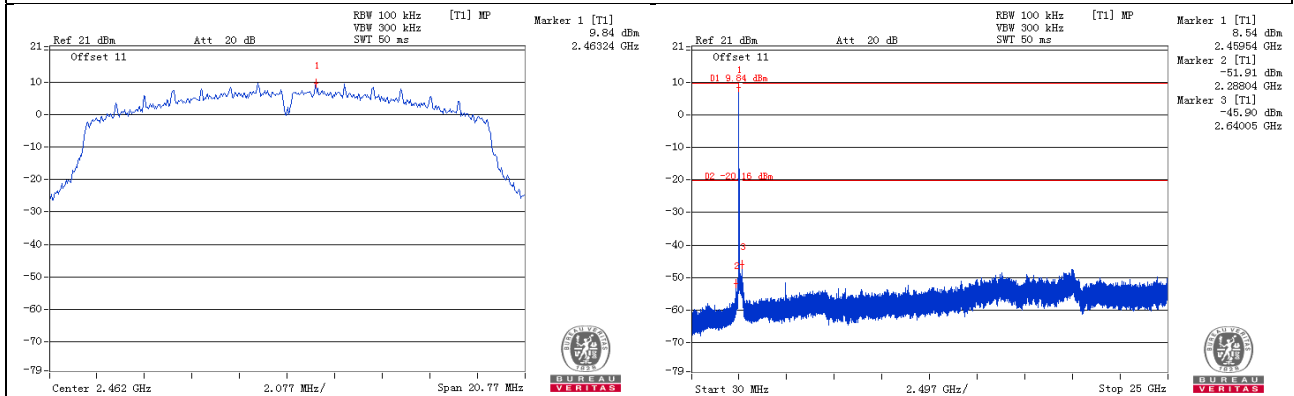 RBW 100 kHz [T1] MP
VBW 300 kHz
SWT 50 ms
Ref 21 dBm Att 20 dB
Offset 11
Marker 1 [T1]
9.84 dBm
2.46324 GHz
21
10
0
-10
-20
-30
-40
-50
-60
-70
-79
1
Center 2.462 GHz 2.077 MHz/ Span 20.77 MHz
BUREAU VERITAS
1828
BUREAU
VERITAS
RBW 100 kHz [T1] MP
VBW 300 kHz
SWT 50 ms
Ref 21 dBm Att 20 dB
Offset 11
Marker 1 [T1]
8.54 dBm
2.45954 GHz
Marker 2 [T1]
-51.91 dBm
2.28804 GHz
Marker 3 [T1]
-45.90 dBm
2.64005 GHz
21
10
0
-10
-20
-30
-40
-50
-60
-70
-79
1
D1 9.84 dBm
D2 -20.16 dBm
3
2
Start 30 MHz 2.497 GHz/ Stop 25 GHz
BUREAU VERITAS
1828
BUREAU
VERITAS